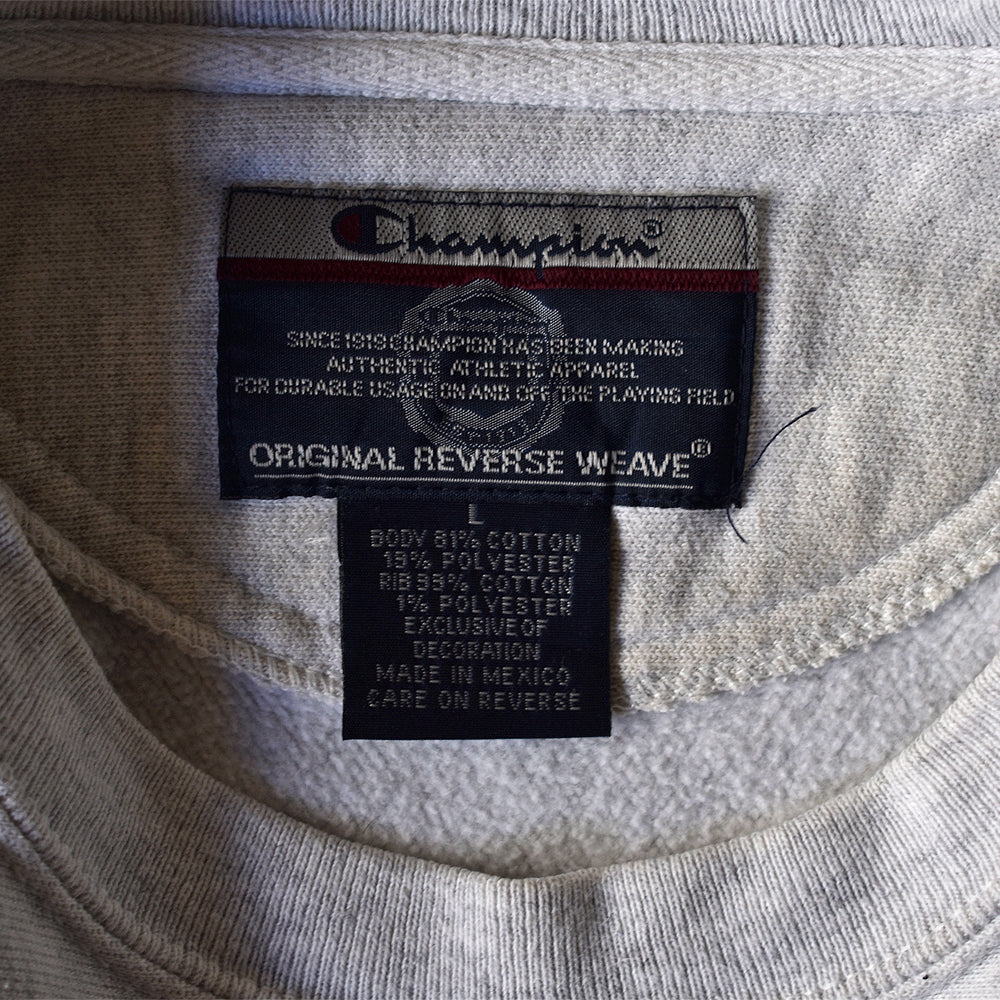 Champion®
SINCE 1919 CHAMPION HAS BEEN MAKING
AUTHENTIC ATHLETIC APPAREL
FOR DURABLE USAGE ON AND OFF THE PLAYING FIELD
ORIGINAL REVERSE WEAVE®
L
BODY 81% COTTON
19% POLYESTER
RIB 99% COTTON
1% POLYESTER
EXCLUSIVE OF
DECORATION
MADE IN MEXICO
CARE ON REVERSE